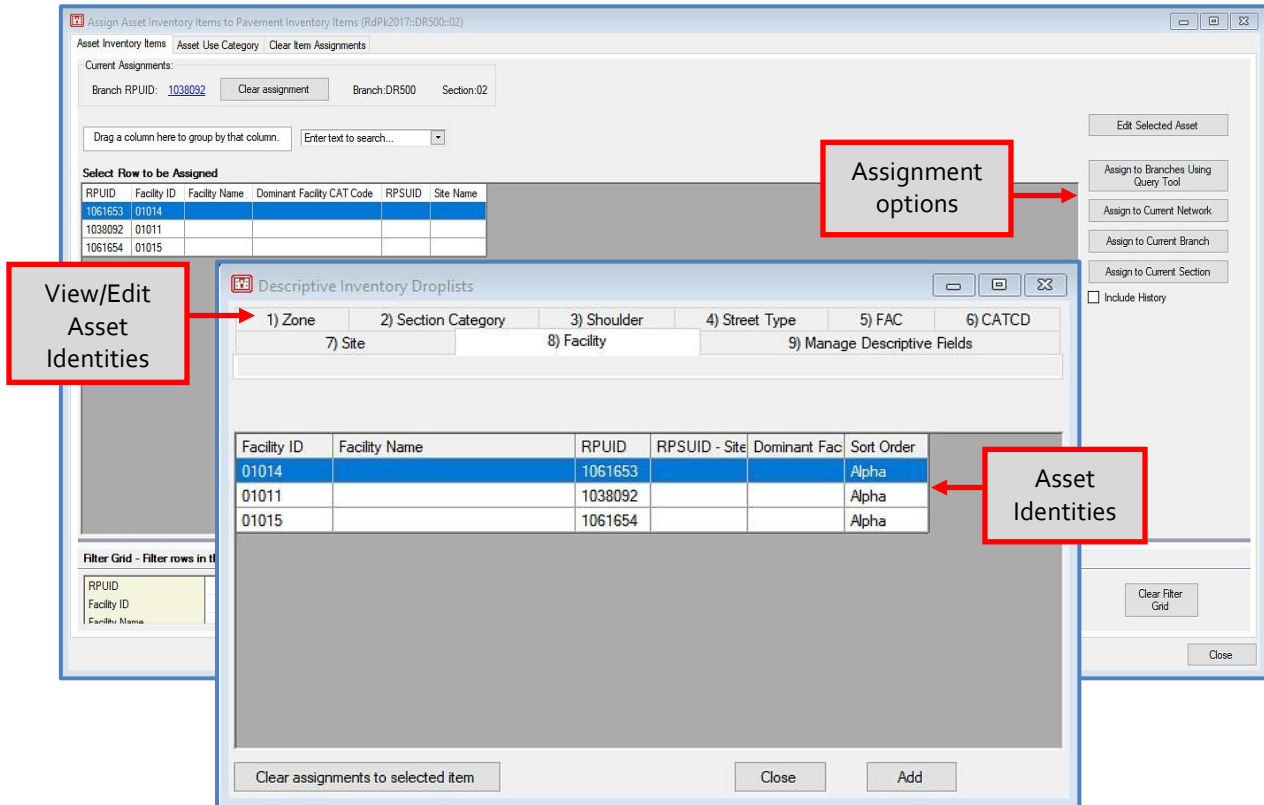 Assign Asset Inventory Items to Pavement Inventory Items (RdPk2017::DR500::02)
Asset Inventory Items Asset Use Category Clear Item Assignments
Current Assignments:
Branch RPUID: 1038092 Clear assignment Branch:DR500 Section:02
Drag a column here to group by that column. Enter text to search...
Edit Selected Asset
Select Row to be Assigned
RPUID Facility ID Facility Name Dominant Facility CAT Code RPSUID Site Name
1061653 01014
1038092 01011
1061654 01015
Assignment
options
Assign to Branches Using
Query Tool
Assign to Current Network
Assign to Current Branch
Assign to Current Section
Include History
View/Edit
Asset
Identities
Descriptive Inventory Droplists
1) Zone 2) Section Category 3) Shoulder 4) Street Type 5) FAC 6) CATCD
7) Site 8) Facility 9) Manage Descriptive Fields
Facility ID Facility Name RPUID RPSUID - Site Dominant Fac Sort Order
01014 1061653 Alpha
01011 1038092 Alpha
01015 1061654 Alpha
Asset
Identities
Filter Grid - Filter rows in
RPUID
Facility ID
Facility Name
Clear Filter
Grid
Close
Clear assignments to selected item Close Add